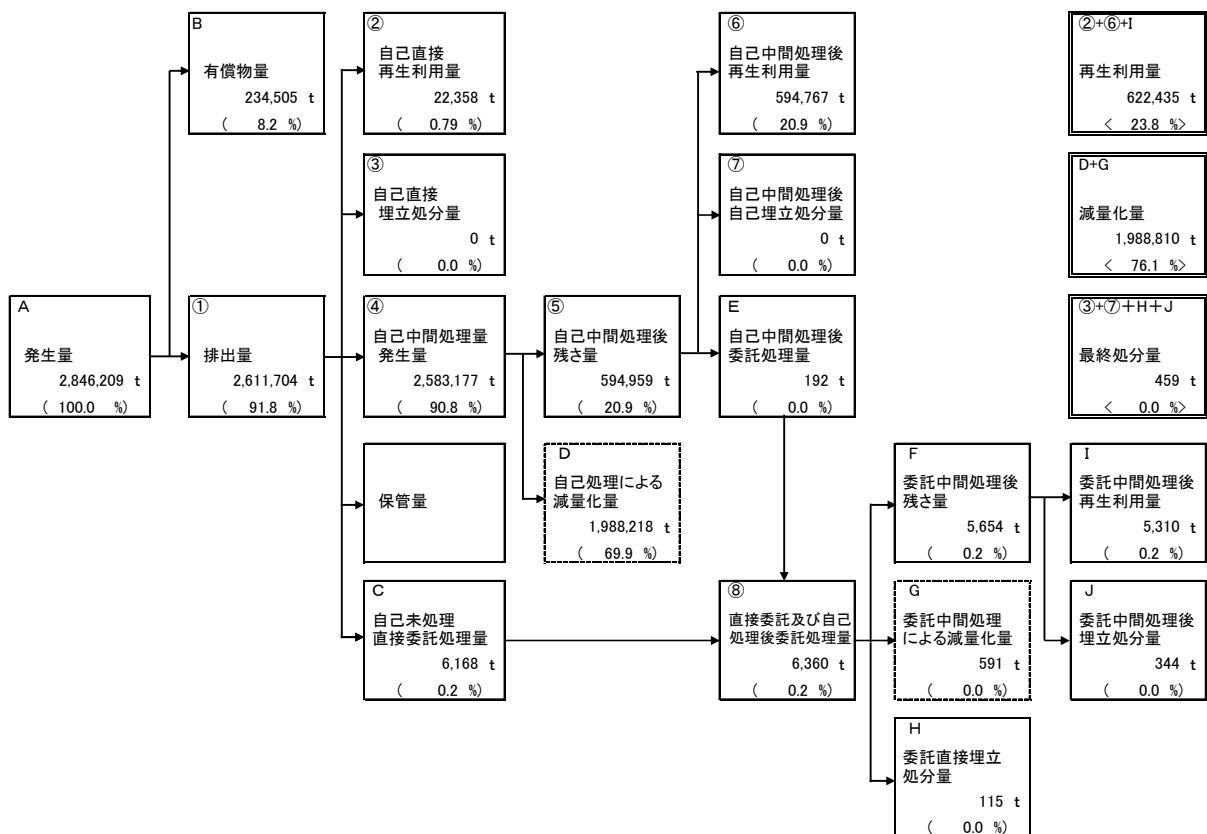 B
有償物量
234,505 t
( 8.2 %)
②
自己直接
再生利用量
22,358 t
( 0.79 %)
⑥
自己中間処理後
再生利用量
594,767 t
( 20.9 %)
②+⑥+I
再生利用量
622,435 t
< 23.8 %>
③
自己直接
埋立処分量
0 t
( 0.0 %)
⑦
自己中間処理後
自己埋立処分量
0 t
( 0.0 %)
D+G
減量化量
1,988,810 t
< 76.1 %>
A
発生量
2,846,209 t
( 100.0 %)
①
排出量
2,611,704 t
( 91.8 %)
④
自己中間処理量
発生量
2,583,177 t
( 90.8 %)
⑤
自己中間処理後
残さ量
594,959 t
( 20.9 %)
E
自己中間処理後
委託処理量
192 t
( 0.0 %)
③+⑦+H+J
最終処分量
459 t
< 0.0 %>
保管量
D
自己処理による
減量化量
1,988,218 t
( 69.9 %)
F
委託中間処理後
残さ量
5,654 t
( 0.2 %)
I
委託中間処理後
再生利用量
5,310 t
( 0.2 %)
C
自己未処理
直接委託処理量
6,168 t
( 0.2 %)
⑧
直接委託及び自己
処理後委託処理量
6,360 t
( 0.2 %)
G
委託中間処理
による減量化量
591 t
( 0.0 %)
J
委託中間処理後
埋立処分量
344 t
( 0.0 %)
H
委託直接埋立
処分量
115 t
( 0.0 %)